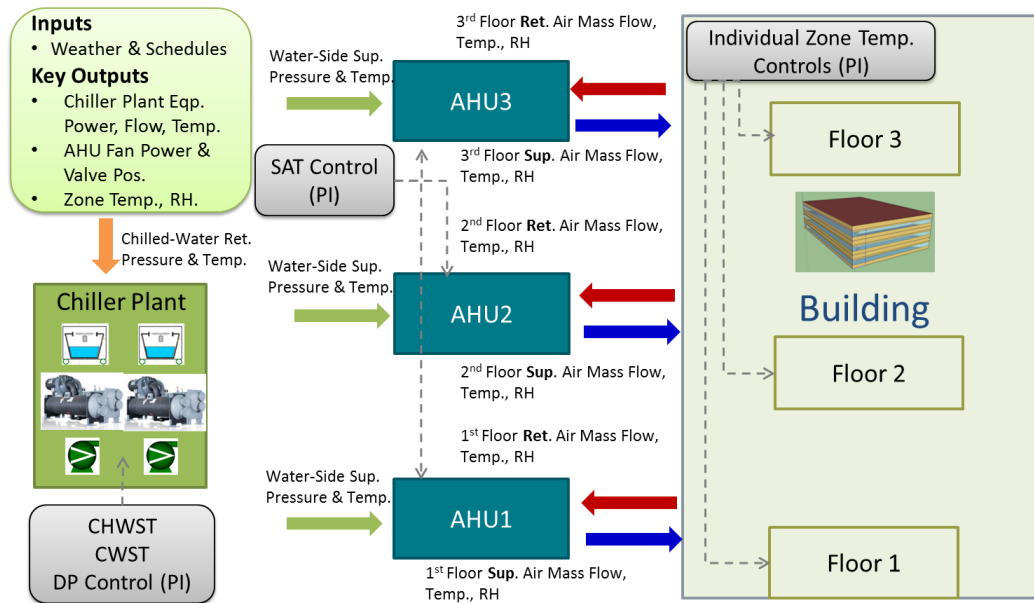 Inputs
• Weather & Schedules
Key Outputs
• Chiller Plant Eqp.
Power, Flow, Temp.
• AHU Fan Power &
Valve Pos.
• Zone Temp., RH.
Chilled-Water Ret.
Pressure & Temp.
Chiller Plant
CHWST
CWST
DP Control (PI)
Water-Side Sup.
Pressure & Temp.
SAT Control
(PI)
Water-Side Sup.
Pressure & Temp.
Water-Side Sup.
Pressure & Temp.
3rd Floor Ret. Air Mass Flow,
Temp., RH
AHU3
3rd Floor Sup. Air Mass Flow,
Temp., RH
2nd Floor Ret. Air Mass Flow,
Temp., RH
AHU2
2nd Floor Sup. Air Mass Flow,
Temp., RH
1st Floor Ret. Air Mass Flow,
Temp., RH
AHU1
1st Floor Sup. Air Mass Flow,
Temp., RH
Individual Zone Temp.
Controls (PI)
Floor 3
Building
Floor 2
Floor 1